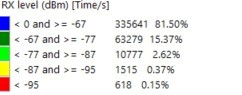 RX level (dBm) [Time/s]
< 0 and >= -67 335641 81.50%
< -67 and >= -77 63279 15.37%
< -77 and >= -87 10777 2.62%
< -87 and >= -95 1515 0.37%
< -95 618 0.15%